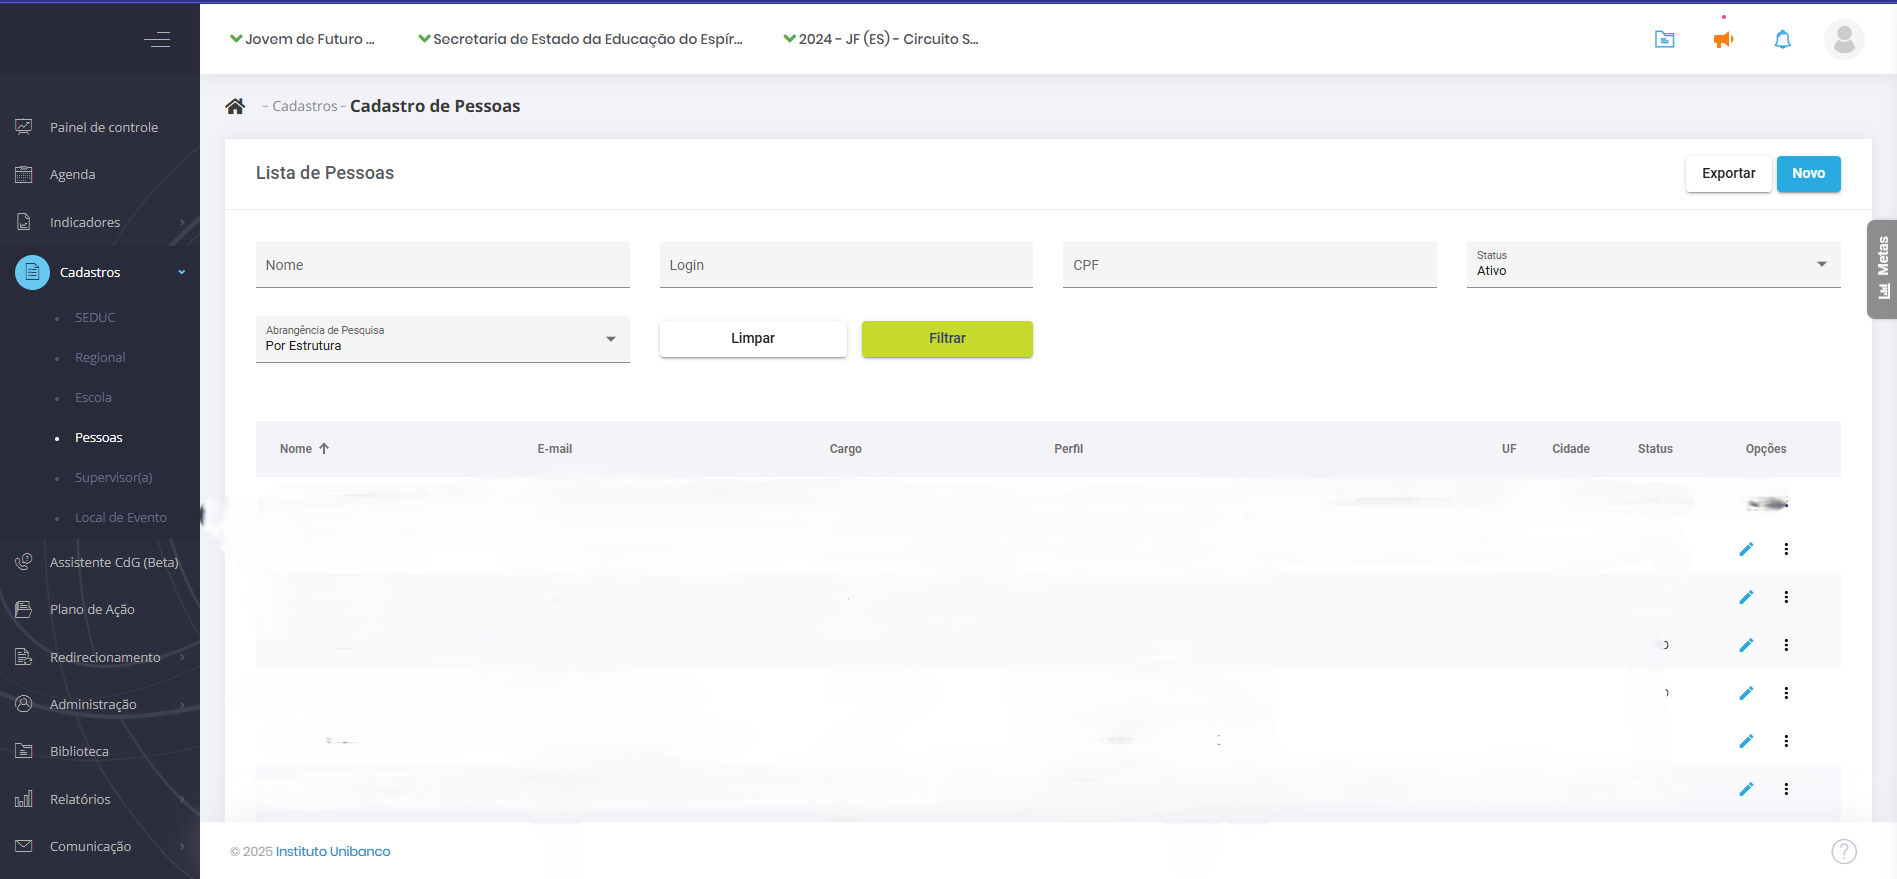 Jovem de Futuro ...
Secretaria de Estado da Educação do Espír...
2024 - JF (ES) - Circuito S...
- Cadastros - Cadastro de Pessoas
Painel de controle
Agenda
Indicadores
Cadastros
SEDUC
Regional
Escola
Pessoas
Supervisor(a)
Local de Evento
Assistente CdG (Beta)
Plano de Ação
Redirecionamento
Administração
Biblioteca
Relatórios
Comunicação
Lista de Pessoas
Exportar
Novo
Nome
Login
CPF
Status
Ativo
Abrangência de Pesquisa
Por Estrutura
Limpar
Filtrar
Metas
Nome E-mail Cargo Perfil UF Cidade Status Opções
© 2025 Instituto Unibanco